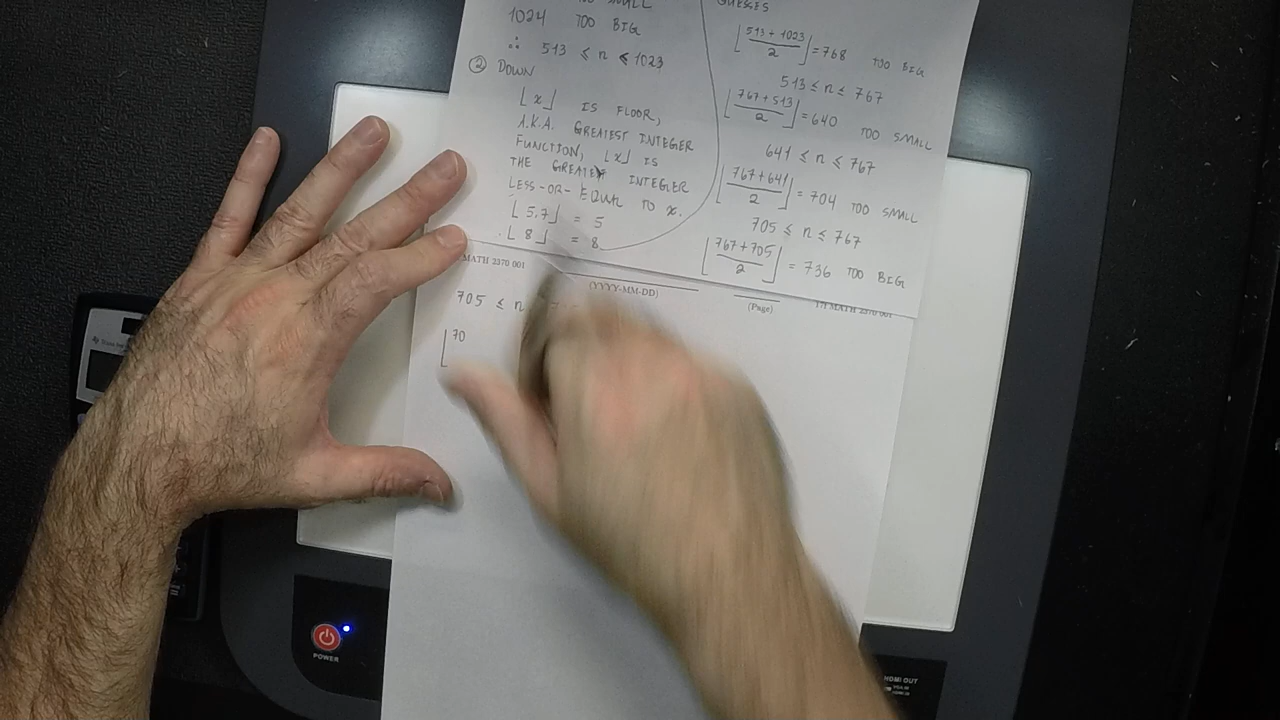 1024 TOO BIG
∴ 513 ≤ n ≤ 1023
② DOWN
⌊x⌋ IS FLOOR,
A.K.A. GREATEST INTEGER
FUNCTION, ⌊x⌋ IS
THE GREATEST INTEGER
LESS-OR-EQUAL TO x.
⌊5.7⌋ = 5
⌊8⌋ = 8
GUESSES
⌊(513 + 1023)/2⌋ = 768 TOO BIG
513 ≤ n ≤ 767
⌊(767 + 513)/2⌋ = 640 TOO SMALL
641 ≤ n ≤ 767
⌊(767 + 641)/2⌋ = 704 TOO SMALL
705 ≤ n ≤ 767
⌊(767 + 705)/2⌋ = 736 TOO BIG
MATH 2370 001
(YYYY-MM-DD)
(Page)
MATH 2370 001
705 ≤ n
⌊70
POWER
HDMI OUT